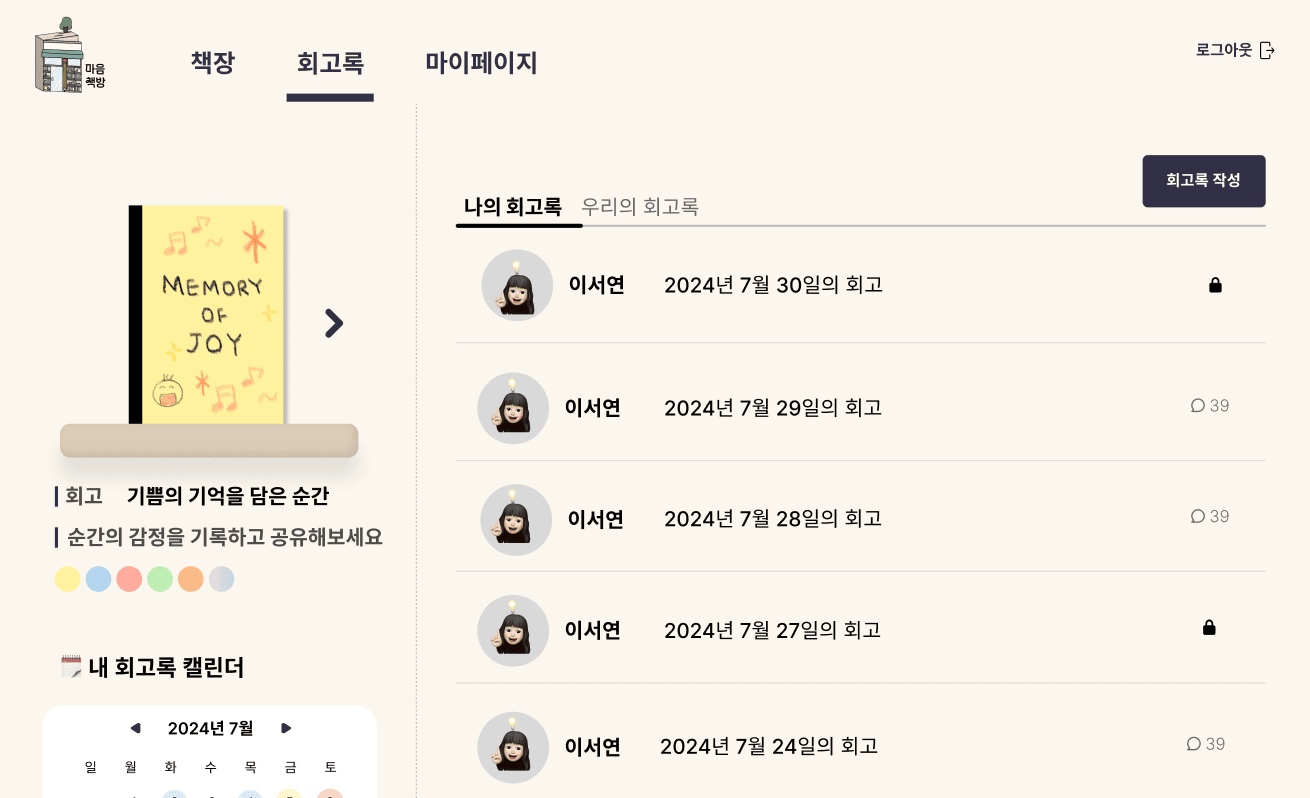 마음
책방
책장
회고록
마이페이지
로그아웃
MEMORY
OF
JOY
회고 기쁨의 기억을 담은 순간
순간의 감정을 기록하고 공유해보세요
내 회고록 캘린더
2024년 7월
일 월 화 수 목 금 토
회고록 작성
나의 회고록 우리의 회고록
이서연 2024년 7월 30일의 회고
이서연 2024년 7월 29일의 회고 39
이서연 2024년 7월 28일의 회고 39
이서연 2024년 7월 27일의 회고
이서연 2024년 7월 24일의 회고 39